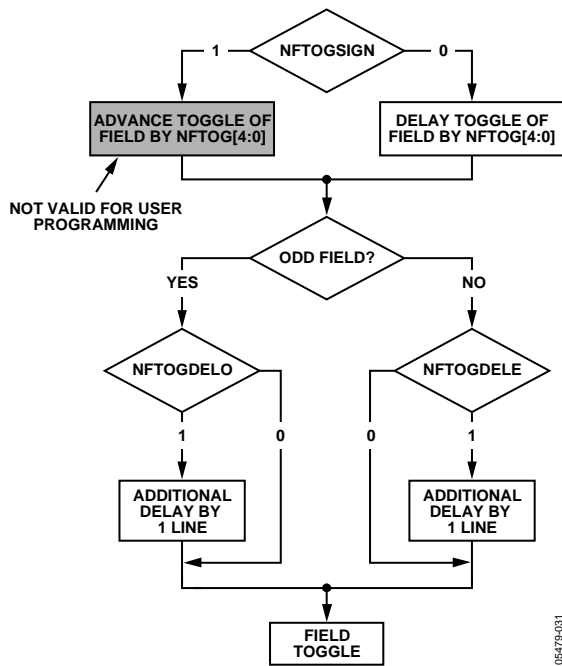 NFTOGSIGN
1
0
ADVANCE TOGGLE OF
FIELD BY NFTOG[4:0]
DELAY TOGGLE OF
FIELD BY NFTOG[4:0]
NOT VALID FOR USER
PROGRAMMING
ODD FIELD?
YES
NO
NFTOGDELO
NFTOGDELE
1
0
0
1
ADDITIONAL
DELAY BY
1 LINE
ADDITIONAL
DELAY BY
1 LINE
FIELD
TOGGLE
05479-031